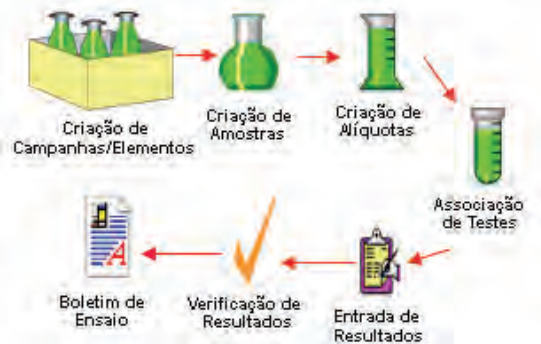 Criação de
Campanhas/Elementos
Criação de
Amostras
Criação de
Alíquotas
Associação
de Testes
Entrada de
Resultados
Verificação de
Resultados
Boletim de
Ensaio